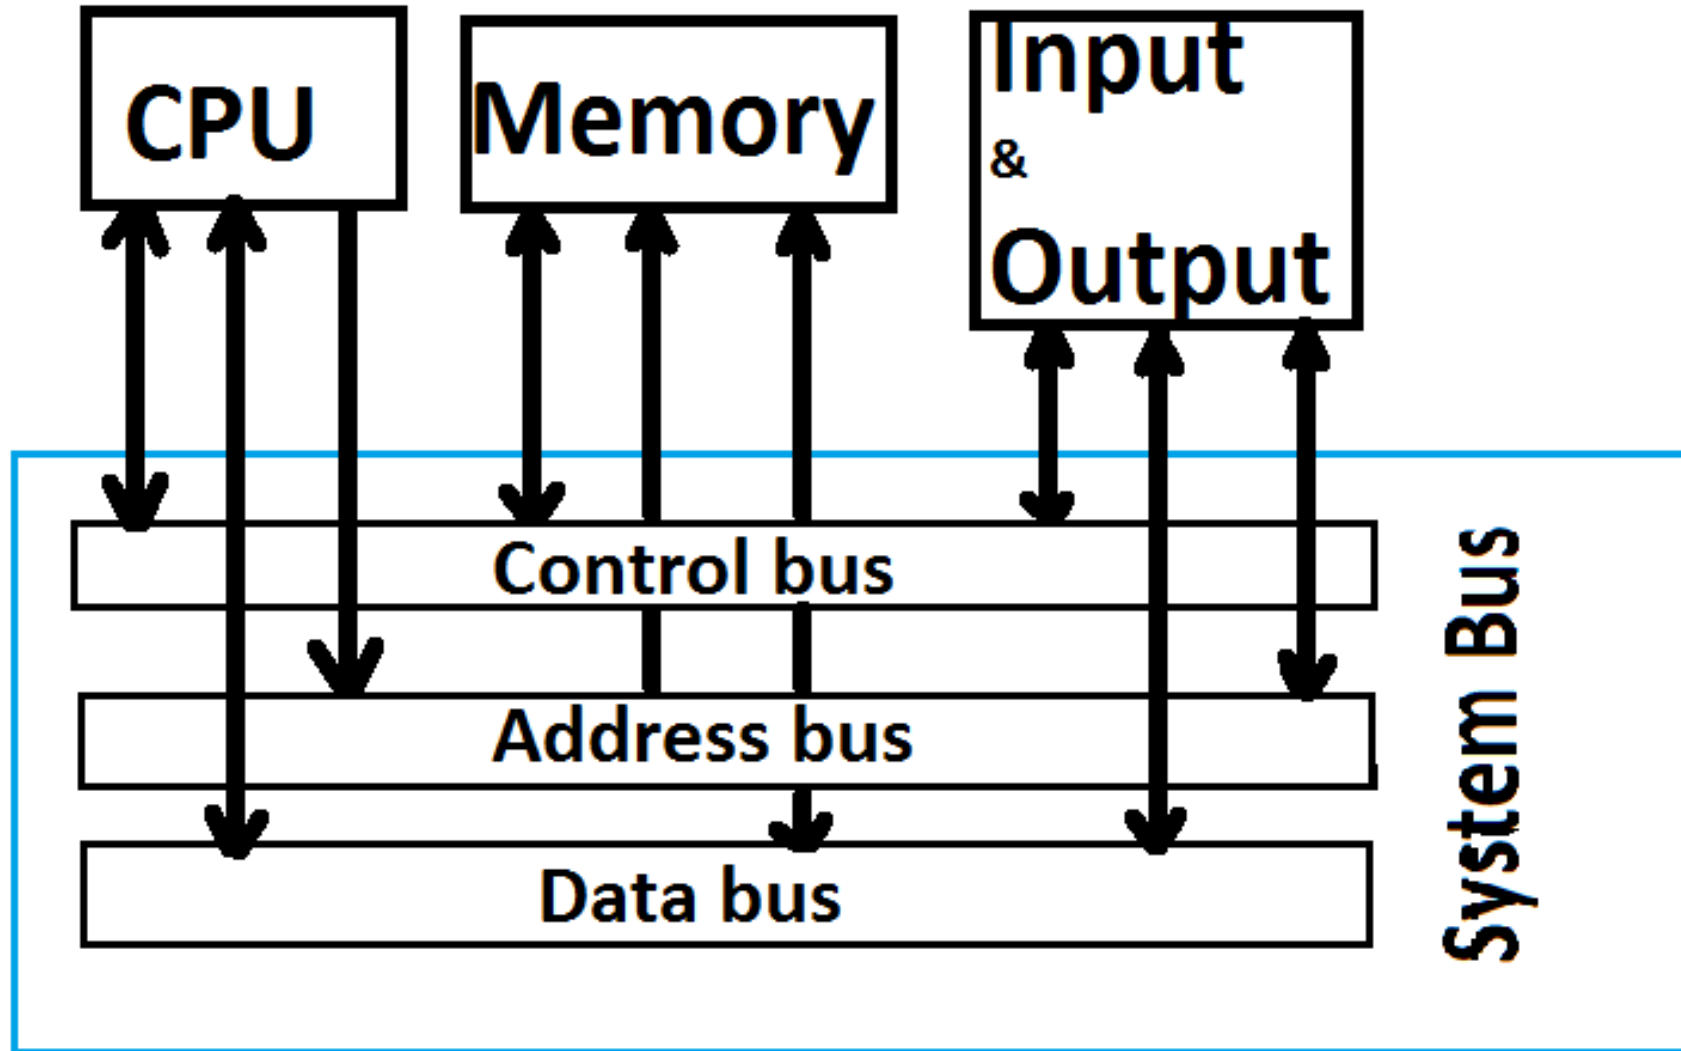 CPU
Memory
Input
&
Output
Control bus
Address bus
Data bus
System Bus